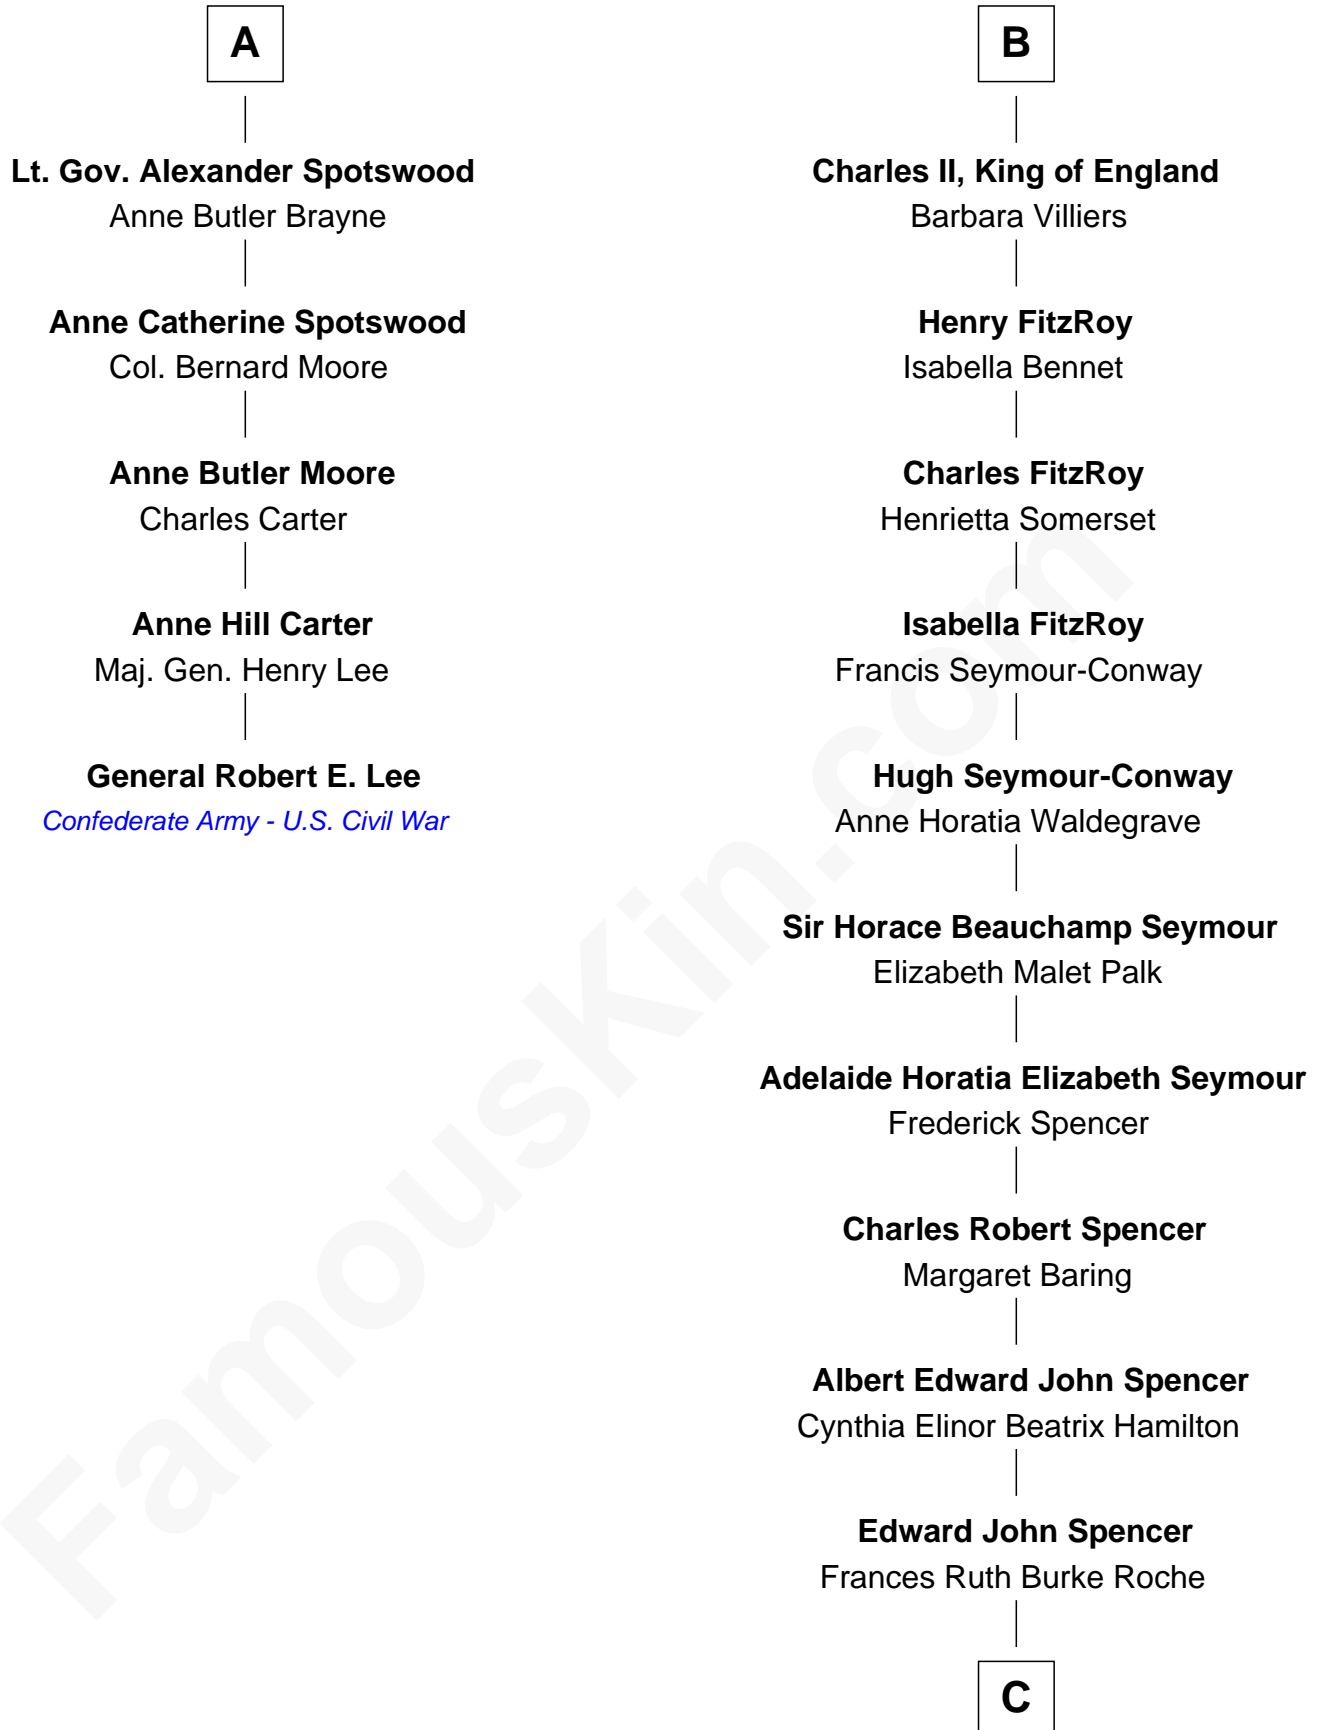 A
Lt. Gov. Alexander Spotswood
Anne Butler Brayne
Anne Catherine Spotswood
Col. Bernard Moore
Anne Butler Moore
Charles Carter
Anne Hill Carter
Maj. Gen. Henry Lee
General Robert E. Lee
Confederate Army - U.S. Civil War
B
Charles II, King of England
Barbara Villiers
Henry FitzRoy
Isabella Bennet
Charles FitzRoy
Henrietta Somerset
Isabella FitzRoy
Francis Seymour-Conway
Hugh Seymour-Conway
Anne Horatia Waldegrave
Sir Horace Beauchamp Seymour
Elizabeth Malet Palk
Adelaide Horatia Elizabeth Seymour
Frederick Spencer
Charles Robert Spencer
Margaret Baring
Albert Edward John Spencer
Cynthia Elinor Beatrix Hamilton
Edward John Spencer
Frances Ruth Burke Roche
C
FamousKin.com